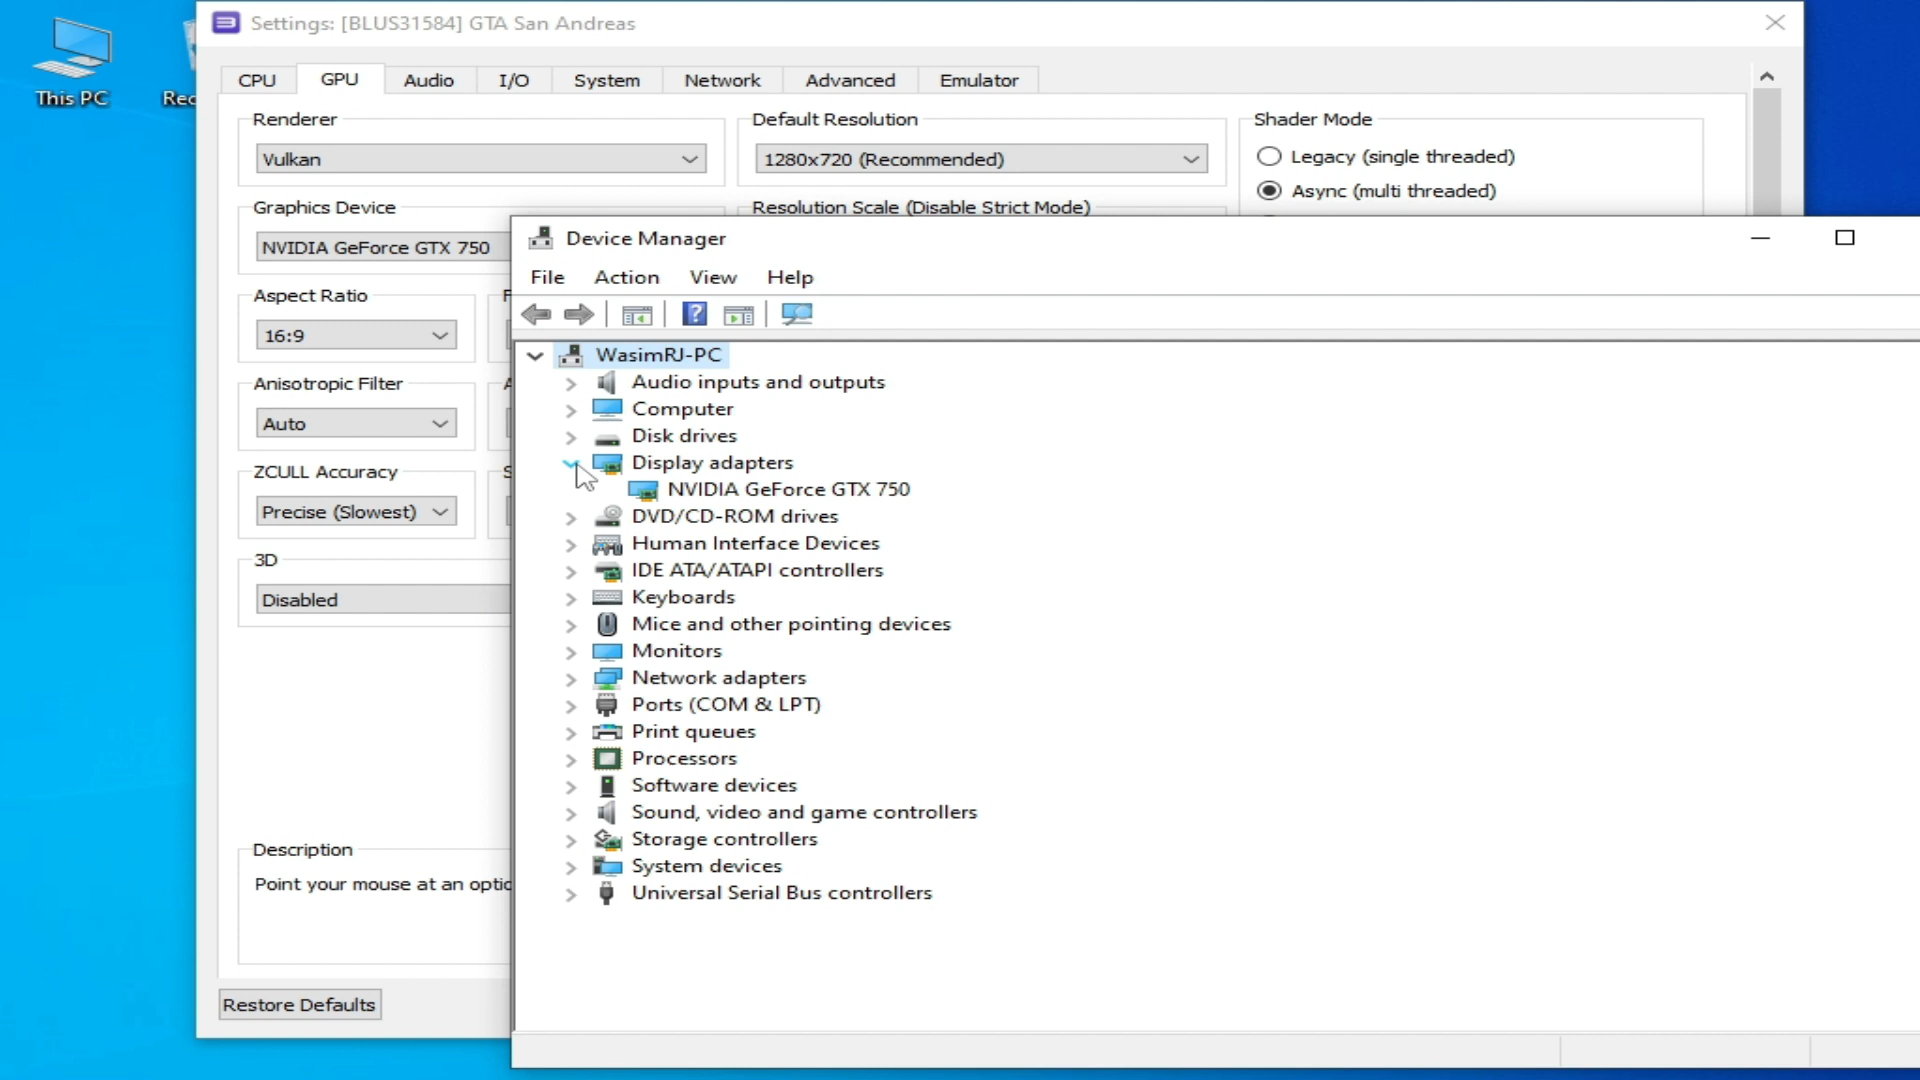 This PC
Rec
Settings: [BLUS31584] GTA San Andreas
CPU
GPU
Audio
I/O
System
Network
Advanced
Emulator
Renderer
Vulkan
Default Resolution
1280x720 (Recommended)
Shader Mode
Legacy (single threaded)
Async (multi threaded)
Graphics Device
NVIDIA GeForce GTX 750
Resolution Scale (Disable Strict Mode)
Aspect Ratio
16:9
Anisotropic Filter
Auto
ZCULL Accuracy
Precise (Slowest)
3D
Disabled
Description
Point your mouse at an optic
Restore Defaults
Device Manager
File
Action
View
Help
WasimRJ-PC
Audio inputs and outputs
Computer
Disk drives
Display adapters
NVIDIA GeForce GTX 750
DVD/CD-ROM drives
Human Interface Devices
IDE ATA/ATAPI controllers
Keyboards
Mice and other pointing devices
Monitors
Network adapters
Ports (COM & LPT)
Print queues
Processors
Software devices
Sound, video and game controllers
Storage controllers
System devices
Universal Serial Bus controllers